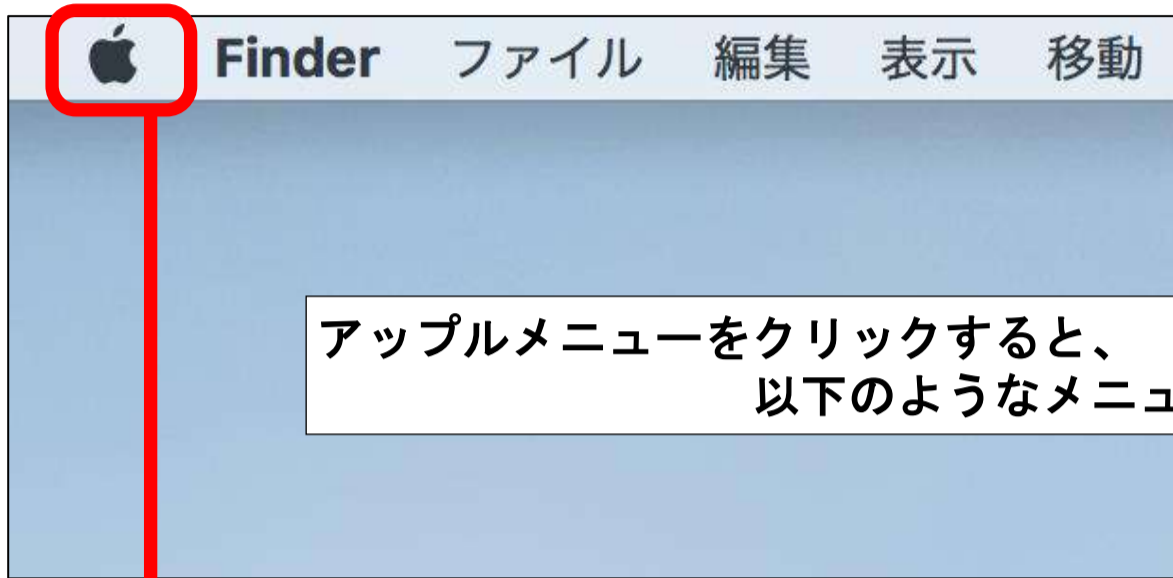 Finder ファイル 編集 表示 移動
アップルメニューをクリックすると、
以下のようなメニュ